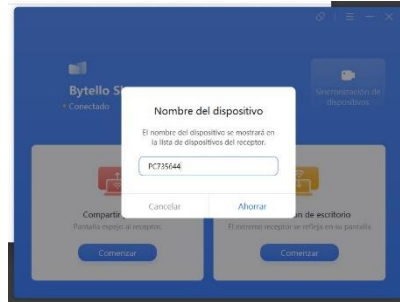 Bytello S
Conectado
Sincronización de
dispositivos
Nombre del dispositivo
El nombre del dispositivo se mostrará en
la lista de dispositivos del receptor.
PC735644
Cancelar
Ahorrar
Compartir
Pantalla espejo al receptor.
Comenzar
n de escritorio
El extremo receptor se refleja en su pantalla
Comenzar